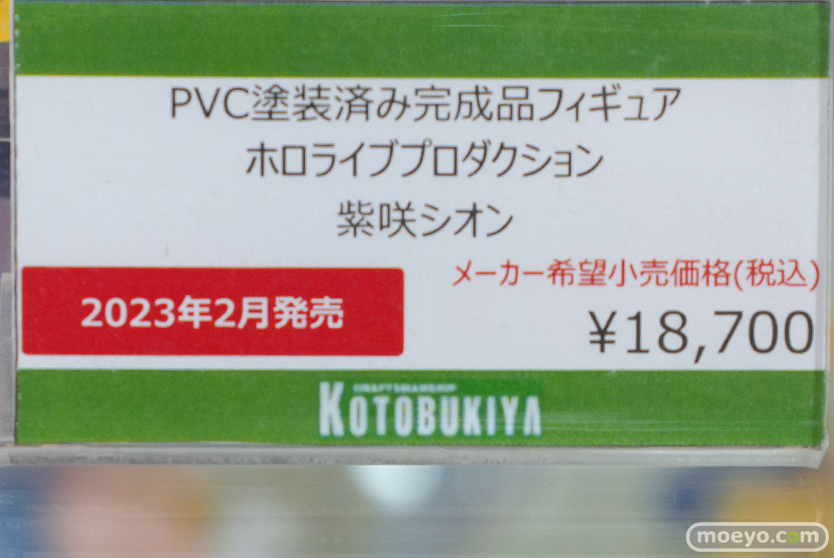 PVC塗装済み完成品フィギュア
ホロライブプロダクション
紫咲シオン
メーカー希望小売価格(税込)
2023年2月発売
¥18,700
CRAFTSMANSHIP
KOTOBUKIYA
moeyo.com